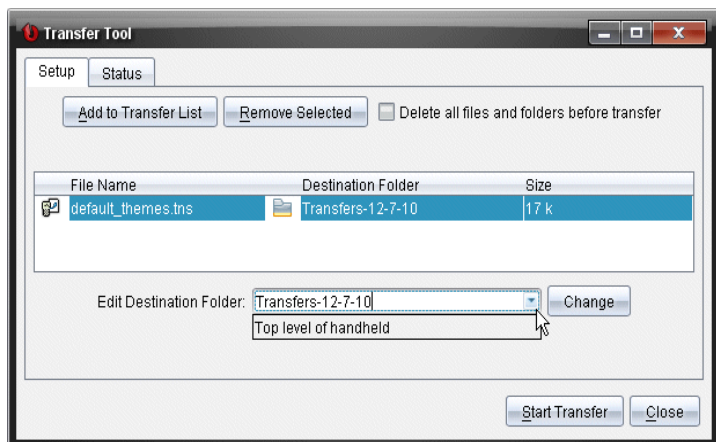 Transfer Tool
Setup Status
Add to Transfer List Remove Selected Delete all files and folders before transfer
File Name Destination Folder Size
default_themes.tns Transfers-12-7-10 17 k
Edit Destination Folder: Transfers-12-7-10 Change
Top level of handheld
Start Transfer Close